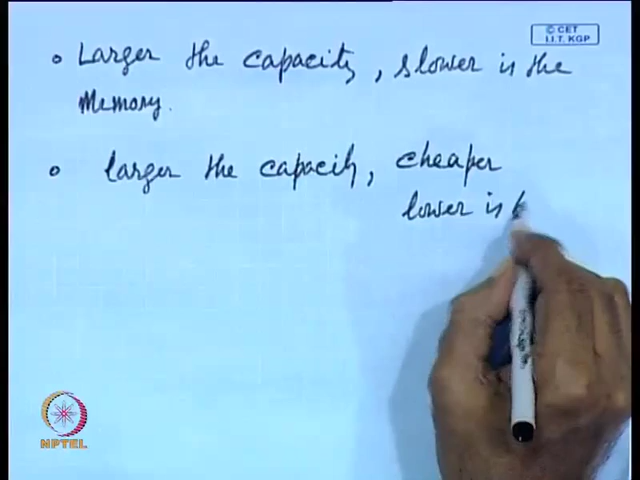 © CET
I.I.T. KGP
• Larger the capacity, slower is the
Memory.
• larger the capacity, cheaper
lower is
NPTEL